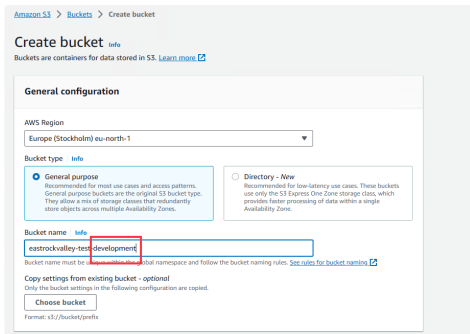 Amazon S3 > Buckets > Create bucket
Create bucket Info
Buckets are containers for data stored in S3. Learn more
General configuration
AWS Region
Europe (Stockholm) eu-north-1
Bucket type Info
General purpose
Recommended for most use cases and access patterns.
General purpose buckets are the original S3 bucket type.
They allow a mix of storage classes that redundantly
store objects across multiple Availability Zones.
Directory - New
Recommended for low-latency use cases. These buckets
use only the S3 Express One Zone storage class, which
provides faster processing of data within a single
Availability Zone.
Bucket name Info
eastrockvalley-test-development
Bucket name must be unique within the global namespace and follow the bucket naming rules. See rules for bucket naming
Copy settings from existing bucket - optional
Only the bucket settings in the following configuration are copied.
Choose bucket
Format: s3://bucket/prefix